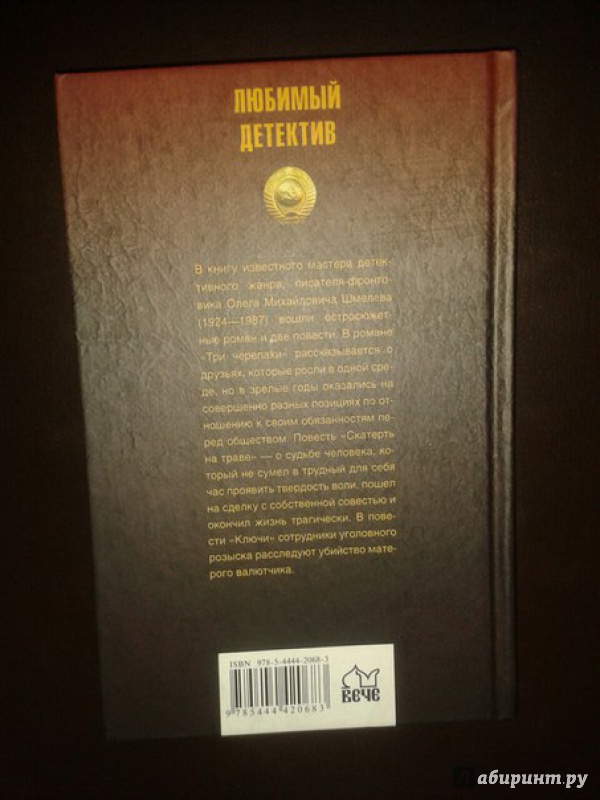 ЛЮБИМЫЙ
ДЕТЕКТИВ
В книгу известного мастера детек-
тивного жанра, писателя-фронто-
вика Олега Михайловича Шмелева
(1924—1987) вошли остросюжет-
ные роман и две повести. В романе
«Три черепахи» рассказывается о
друзьях, которые росли в одной сре-
де, но в зрелые годы оказались на
совершенно разных позициях по от-
ношению к своим обязанностям пе-
ред обществом. Повесть «Скатерть
на траве» — о судьбе человека, ко-
торый не сумел в трудный для себя
час проявить твердость воли, пошел
на сделку с собственной совестью и
окончил жизнь трагически. В пове-
сти «Ключи» сотрудники уголовного
розыска расследуют убийство мате-
рого валютчика.
ISBN 978-5-4444-2068-3
9 785444 420683
ВЕЧЕ
Лабиринт.ру